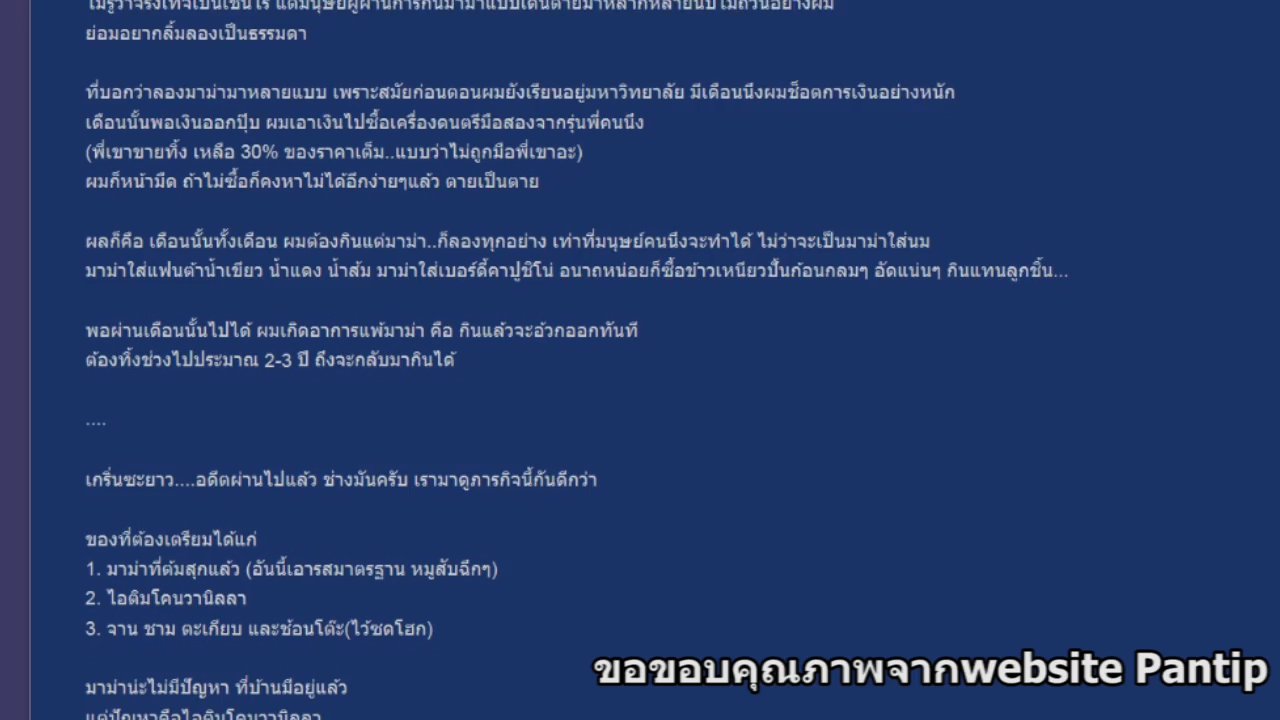 ย่อมอยากลิ้มลองเป็นธรรมดา
ที่บอกว่าลองมาม่ามาหลายแบบ เพราะสมัยก่อนตอนผมยังเรียนอยู่มหาวิทยาลัย มีเดือนนึงผมช็อตการเงินอย่างหนัก
เดือนนั้นพอเงินออกปุ๊บ ผมเอาเงินไปซื้อเครื่องดนตรีมือสองจากรุ่นพี่คนนึง
(พี่เขาขายทิ้ง เหลือ 30% ของราคาเต็ม..แบบว่าไม่ถูกมือพี่เขาอะ)
ผมก็หน้ามืด ถ้าไม่ซื้อก็คงหาไม่ได้อีกง่ายๆแล้ว ตายเป็นตาย
ผลก็คือ เดือนนั้นทั้งเดือน ผมต้องกินแต่มาม่า..ก็ลองทุกอย่าง เท่าที่มนุษย์คนนึงจะทำได้ ไม่ว่าจะเป็นมาม่าใส่นม
มาม่าใส่แฟนต้าน้ำเขียว น้ำแดง น้ำส้ม มาม่าใส่เบอร์ดี้คาปูชิโน่ อนาถหน่อยก็ซื้อข้าวเหนียวปั้นก้อนกลมๆ อัดแน่นๆ กินแทนลูกชิ้น...
พอผ่านเดือนนั้นไปได้ ผมเกิดอาการแพ้มาม่า คือ กินแล้วจะอ้วกออกทันที
ต้องทิ้งช่วงไปประมาณ 2-3 ปี ถึงจะกลับมากินได้
....
เกริ่นซะยาว....อดีตผ่านไปแล้ว ช่างมันครับ เรามาดูภารกิจนี้กันดีกว่า
ของที่ต้องเตรียมได้แก่
1. มาม่าที่ต้มสุกแล้ว (อันนี้เอารสมาตรฐาน หมูสับฉีกๆ)
2. ไอติมโคนวานิลลา
3. จาน ชาม ตะเกียบ และช้อนโต๊ะ(ไว้ซดโฮก)
มาม่าน่ะไม่มีปัญหา ที่บ้านมีอยู่แล้ว
แต่ปัญหาคือไอติมโคนวานิลลา
ขอขอบคุณภาพจากwebsite Pantip